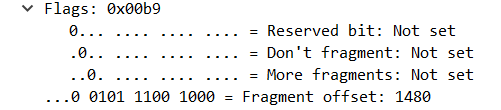 Flags: 0x00b9
0... .... .... .... = Reserved bit: Not set
.0.. .... .... .... = Don't fragment: Not set
..0. .... .... .... = More fragments: Not set
...0 0101 1100 1000 = Fragment offset: 1480